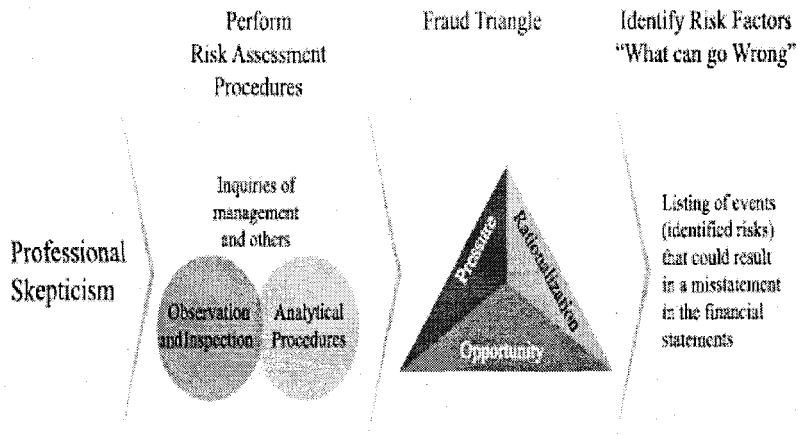 Perform
Risk Assessment
Procedures
Fraud Triangle
Identify Risk Factors
“What can go Wrong”
Professional
Skepticism
Inquiries of
management
and others
Observation
and Inspection
Analytical
Procedures
Pressure
Rationalization
Opportunity
Listing of events
(identified risks)
that could result
in a misstatement
in the financial
statements